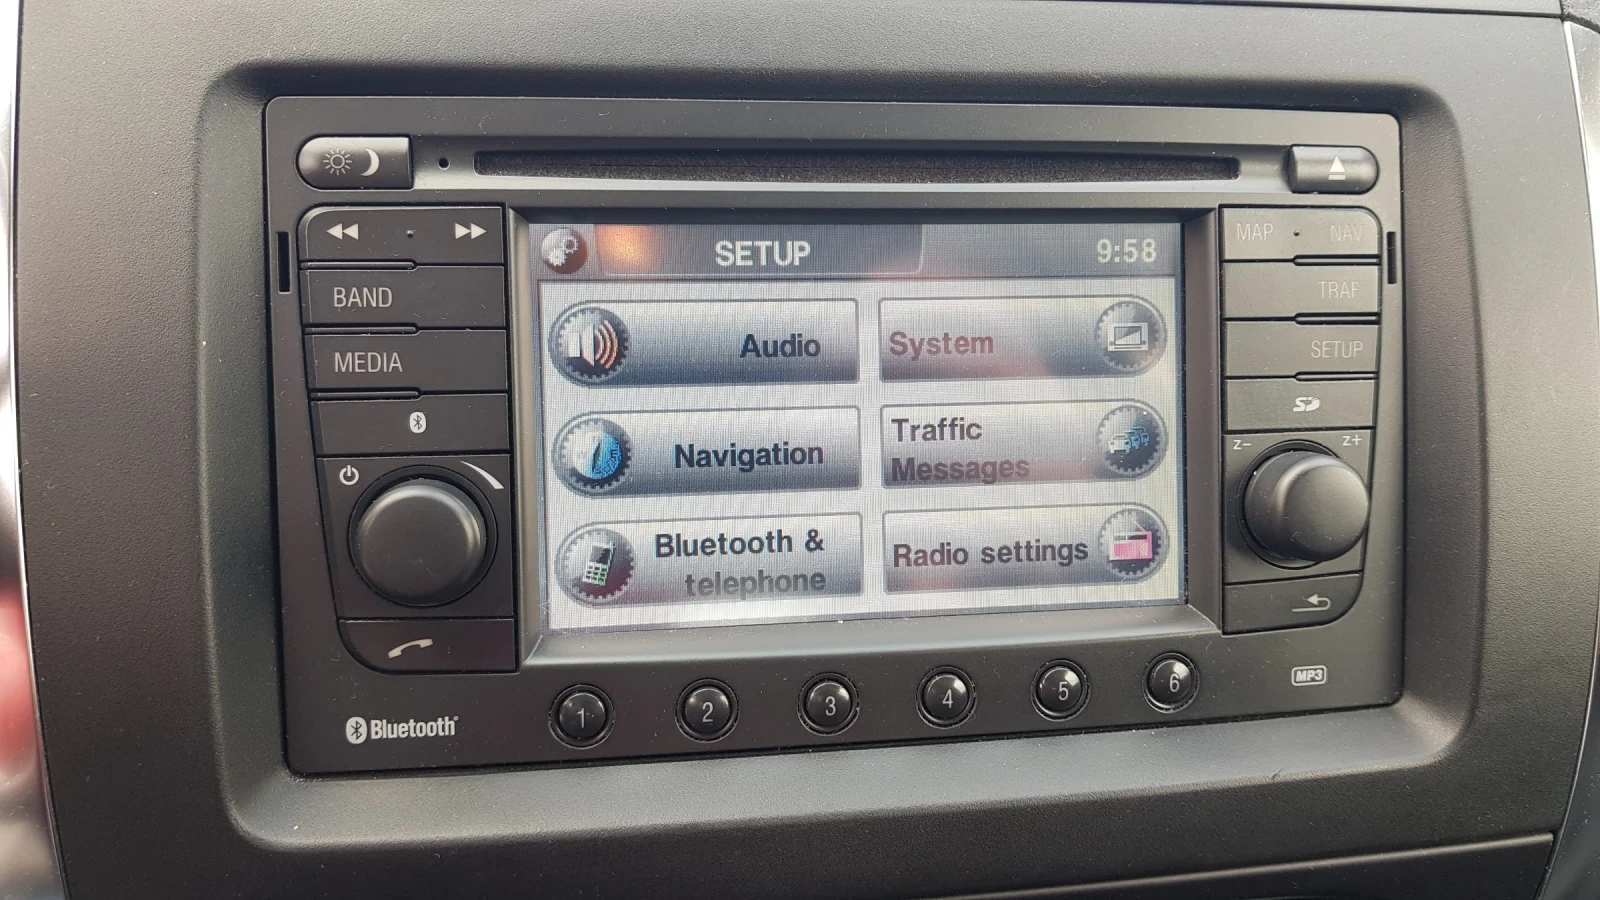 SETUP
9:58
MAP
NAV
BAND
TRAF
Audio
System
MEDIA
SETUP
Navigation
Traffic
Messages
Z-
Z+
Bluetooth &
telephone
Radio settings
1
2
3
4
5
6
MP3
Bluetooth®